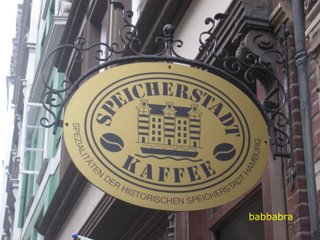 SPEICHERSTADT
KAFFEE
SPEZIALITÄTEN DER HISTORISCHEN SPEICHERSTADT HAMBURG
babbabra